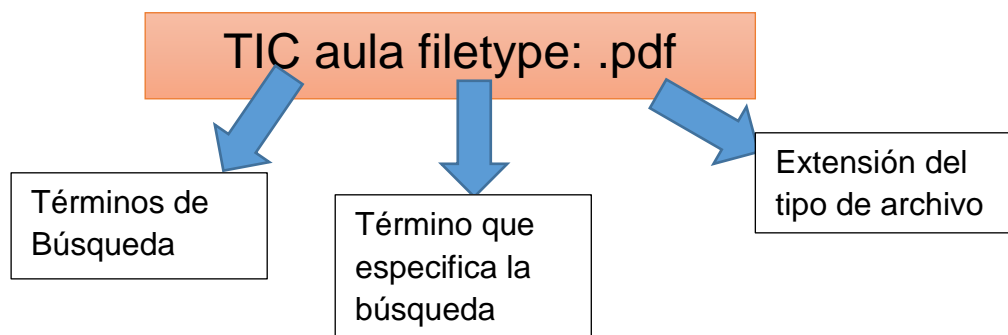 TIC aula filetype: .pdf
Términos de
Búsqueda
Término que
especifica la
búsqueda
Extensión del
tipo de archivo